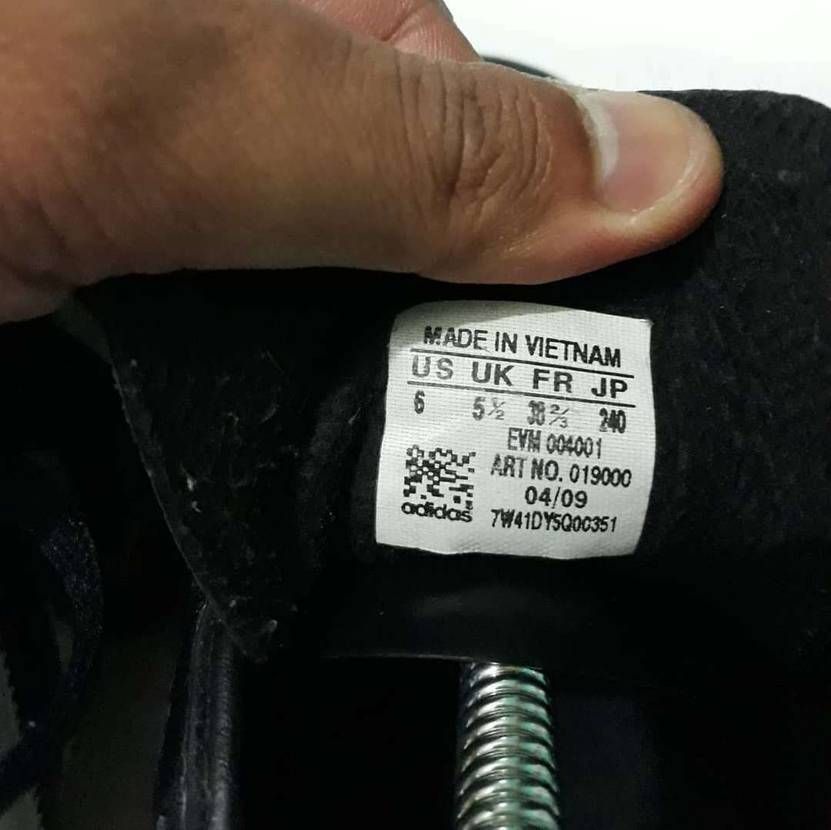 MADE IN VIETNAM
US UK FR JP
6 5½ 38⅔ 240
EVM 004001
ART NO. 019000
04/09
adidas 7W41DY5Q00351